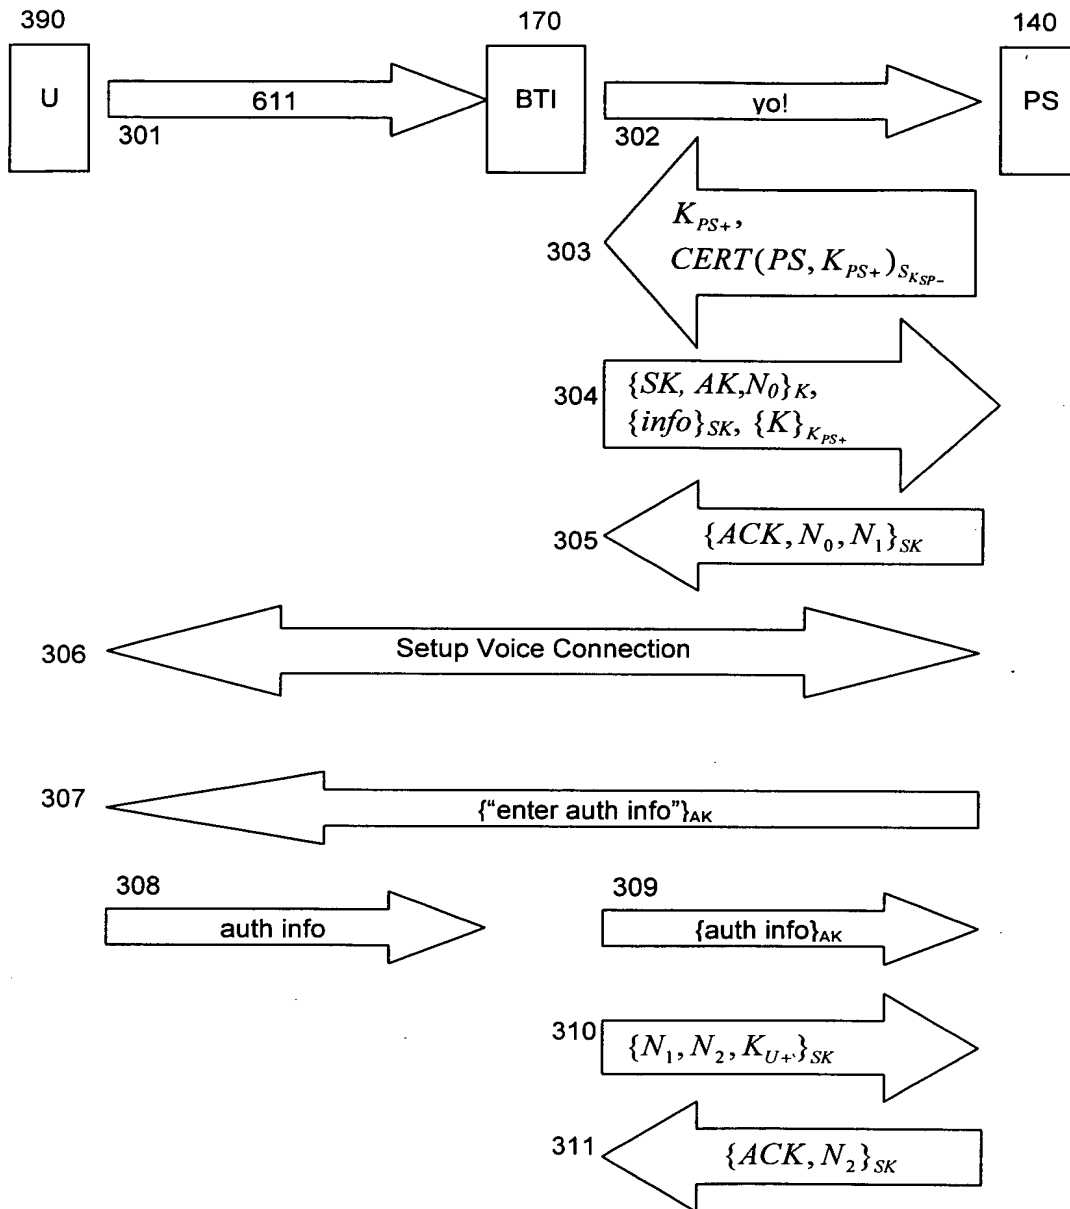 390 170 140
U 611 BTI yo! PS
301 302
303 K_{PS+},
CERT(PS, K_{PS+})_{S_{K_{SP-}}}
304 {SK, AK, N_0}_K,
{info}_{SK}, {K}_{K_{PS+}}
305 {ACK, N_0, N_1}_{SK}
306 Setup Voice Connection
307 {“enter auth info”}_{AK}
308 309
auth info {auth info}_{AK}
310 {N_1, N_2, K_{U+}}_{SK}
311 {ACK, N_2}_{SK}